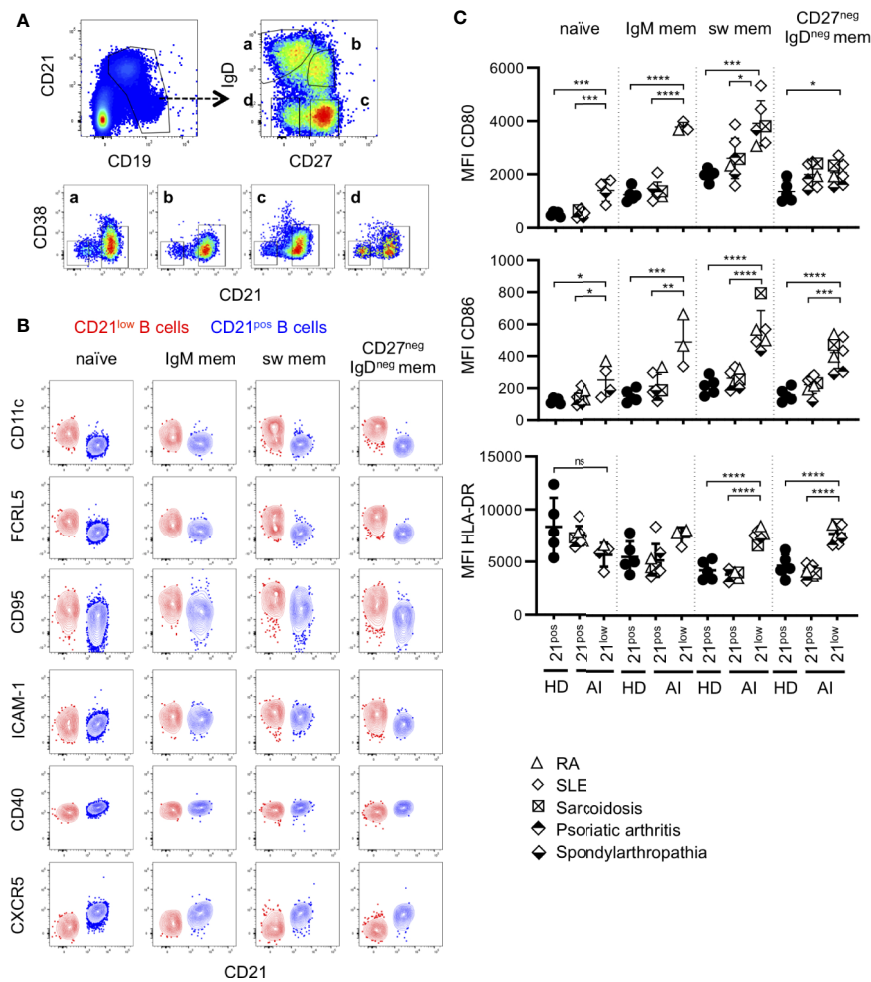 A
CD21
CD19
IgD
a
b
d
c
CD27
a
b
c
d
CD38
CD21
B
CD21low B cells
CD21pos B cells
naïve
IgM mem
sw mem
CD27neg
IgDneg mem
CD11c
FCRL5
CD95
ICAM-1
CD40
CXCR5
CD21
C
naïve
IgM mem
sw mem
CD27neg
IgDneg mem
MFI CD80
6000
4000
2000
0
***
***
****
****
***
*
*
MFI CD86
1000
800
600
400
200
0
*
*
***
**
****
****
****
***
MFI HLA-DR
15000
10000
5000
0
ns
****
****
****
****
21pos
21pos
21low
21pos
21pos
21low
21pos
21pos
21low
21pos
21pos
21low
HD
AI
HD
AI
HD
AI
HD
AI
RA
SLE
Sarcoidosis
Psoriatic arthritis
Spondylarthropathia